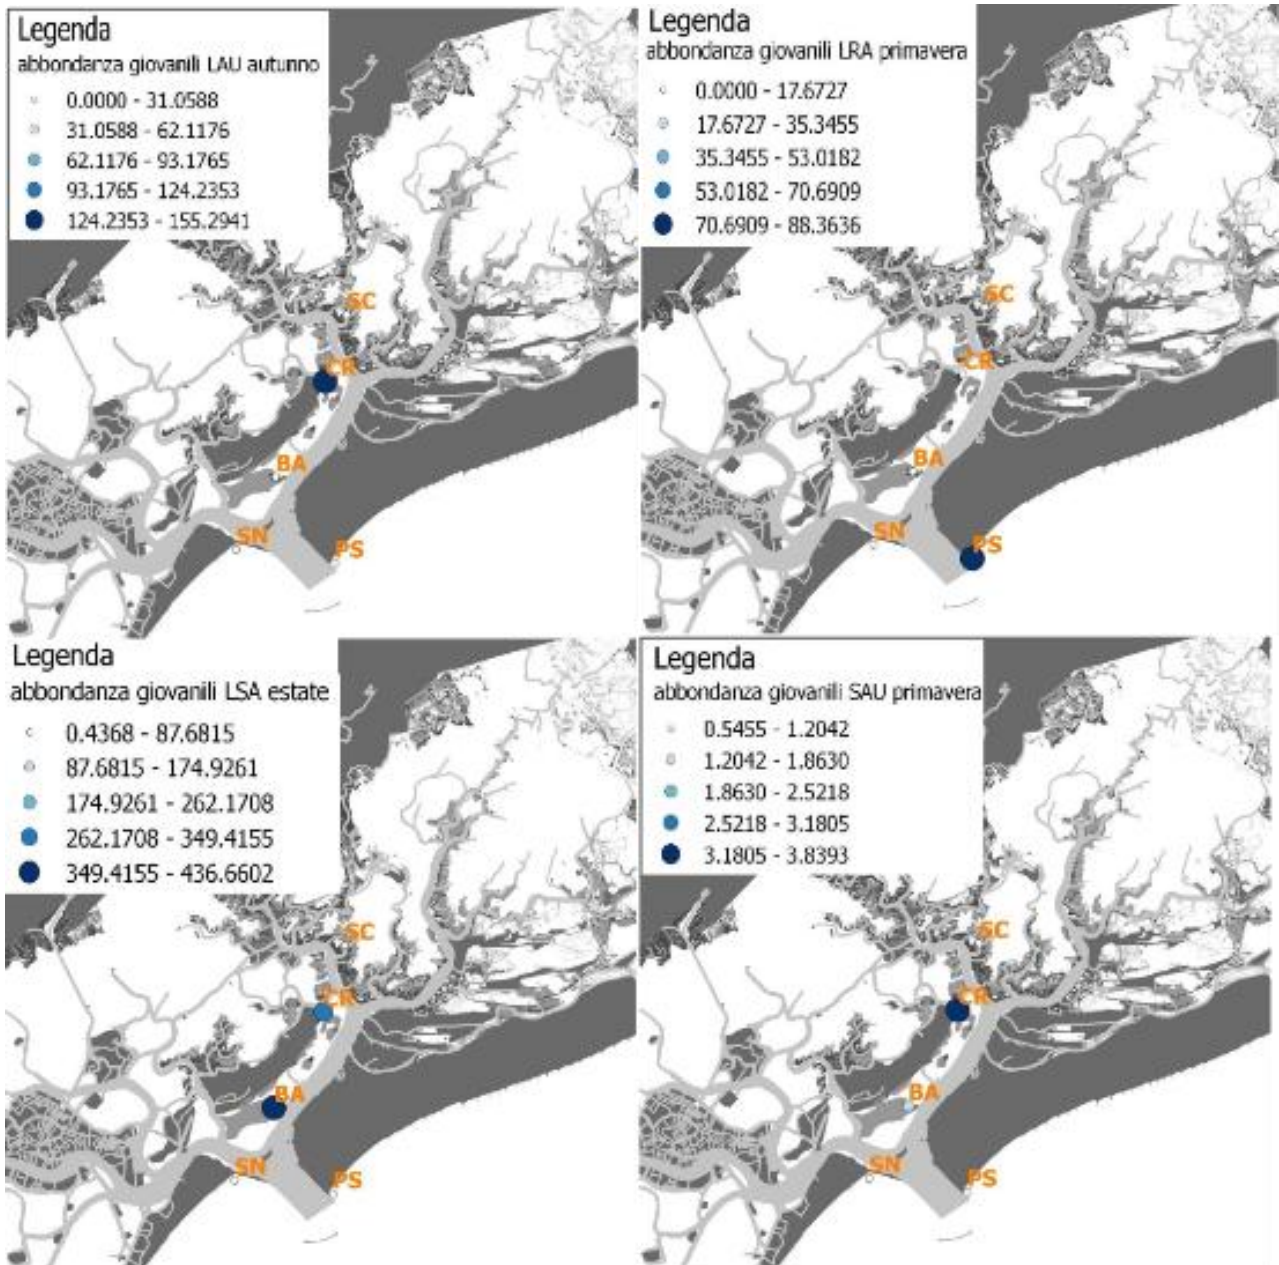 Legenda
abbondanza giovanili LAU autunno
0.0000 - 31.0588
31.0588 - 62.1176
62.1176 - 93.1765
93.1765 - 124.2353
124.2353 - 155.2941
SC
CR
BA
SN
PS
Legenda
abbondanza giovanili LRA primavera
0.0000 - 17.6727
17.6727 - 35.3455
35.3455 - 53.0182
53.0182 - 70.6909
70.6909 - 88.3636
SC
CR
BA
SN
PS
Legenda
abbondanza giovanili LSA estate
0.4368 - 87.6815
87.6815 - 174.9261
174.9261 - 262.1708
262.1708 - 349.4155
349.4155 - 436.6602
SC
CR
BA
SN
PS
Legenda
abbondanza giovanili SAU primavera
0.5455 - 1.2042
1.2042 - 1.8630
1.8630 - 2.5218
2.5218 - 3.1805
3.1805 - 3.8393
SC
CR
BA
SN
PS